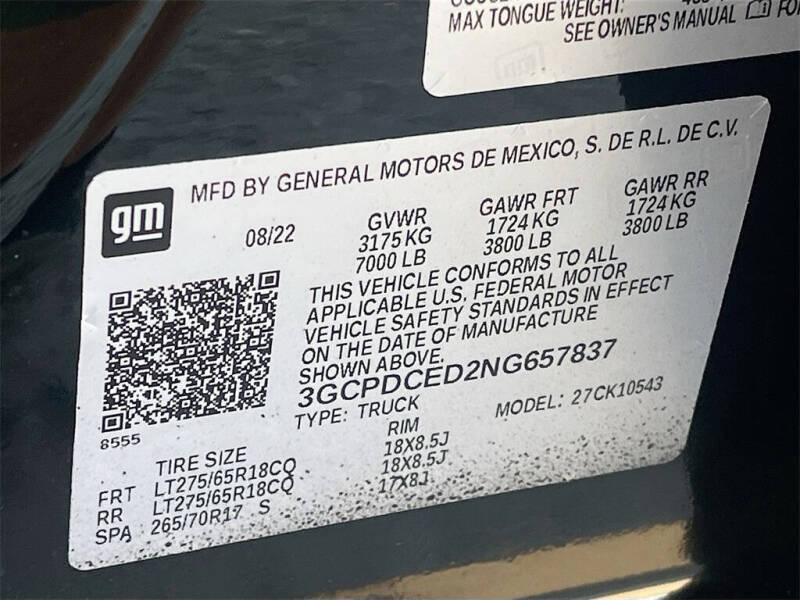 MAX TONGUE WEIGHT:
SEE OWNER'S MANUAL
gm
MFD BY GENERAL MOTORS DE MEXICO, S. DE R.L. DE C.V.
08/22 GVWR GAWR FRT GAWR RR
3175 KG 1724 KG 1724 KG
7000 LB 3800 LB 3800 LB
THIS VEHICLE CONFORMS TO ALL
APPLICABLE U.S. FEDERAL MOTOR
VEHICLE SAFETY STANDARDS IN EFFECT
ON THE DATE OF MANUFACTURE
SHOWN ABOVE.
3GCPDCED2NG657837
8555
TYPE: TRUCK MODEL: 27CK10543
TIRE SIZE RIM
FRT LT275/65R18CQ 18X8.5J
RR LT275/65R18CQ 18X8.5J
SPA 265/70R17 S 17X8J